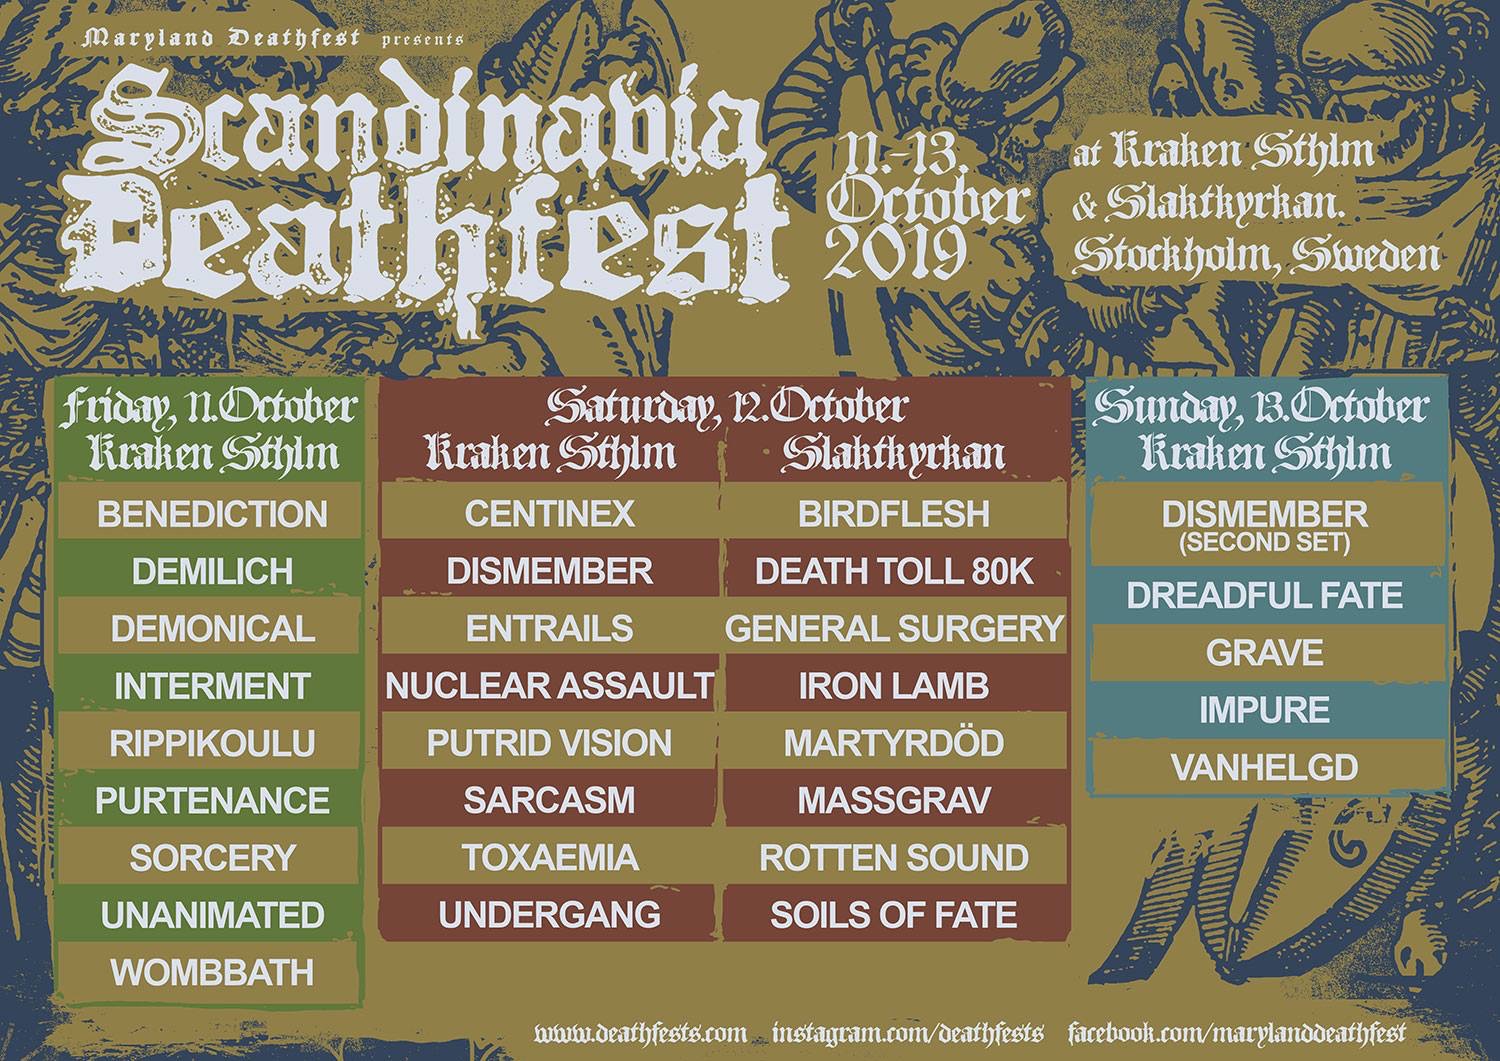 Maryland Deathfest presents
Scandinavia
Deathfest
11.-13.
October
2019
at Kraken Sthlm
& Slaktkyrkan.
Stockholm, Sweden
Friday, 11.October
Kraken Sthlm
BENEDICTION
DEMILICH
DEMONICAL
INTERMENT
RIPPIKOULU
PURTENANCE
SORCERY
UNANIMATED
WOMBBATH
Saturday, 12.October
Kraken Sthlm
CENTINEX
DISMEMBER
ENTRAILS
NUCLEAR ASSAULT
PUTRID VISION
SARCASM
TOXAEMIA
UNDERGANG
Slaktkyrkan
BIRDFLESH
DEATH TOLL 80K
GENERAL SURGERY
IRON LAMB
MARTYRDÖD
MASSGRAV
ROTTEN SOUND
SOILS OF FATE
Sunday, 13.October
Kraken Sthlm
DISMEMBER
(SECOND SET)
DREADFUL FATE
GRAVE
IMPURE
VANHELGD
www.deathfests.com instagram.com/deathfests facebook.com/marylanddeathfest